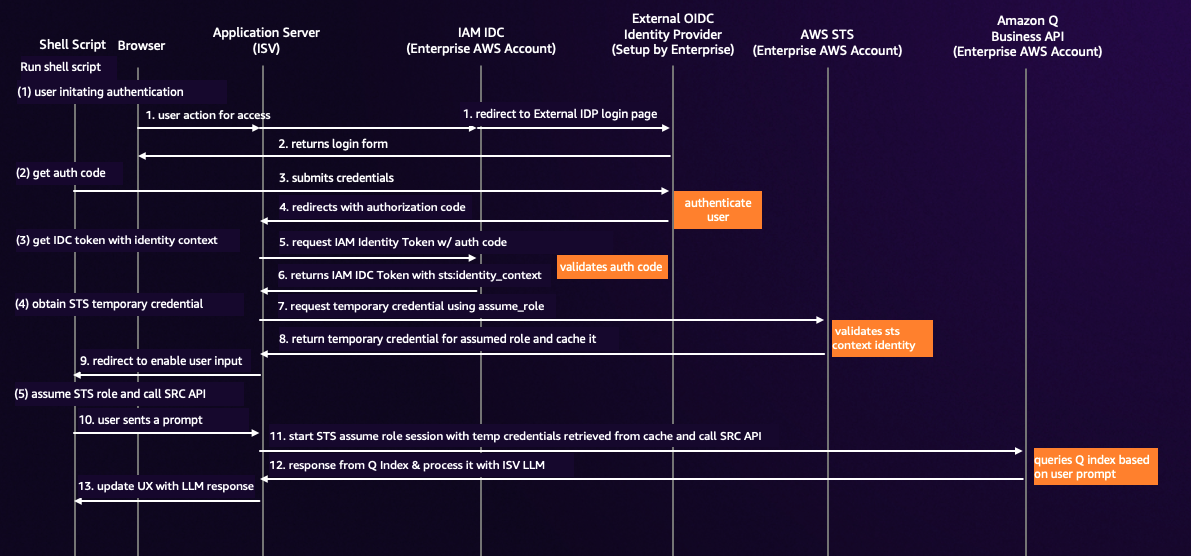 Shell Script
Browser
Application Server
(ISV)
IAM IDC
(Enterprise AWS Account)
External OIDC
Identity Provider
(Setup by Enterprise)
AWS STS
(Enterprise AWS Account)
Amazon Q
Business API
(Enterprise AWS Account)
Run shell script
(1) user initating authentication
1. user action for access
1. redirect to External IDP login page
2. returns login form
(2) get auth code
3. submits credentials
authenticate
user
4. redirects with authorization code
(3) get IDC token with identity context
5. request IAM Identity Token w/ auth code
validates auth code
6. returns IAM IDC Token with sts:identity_context
(4) obtain STS temporary credential
7. request temporary credential using assume_role
validates sts
context identity
8. return temporary credential for assumed role and cache it
9. redirect to enable user input
(5) assume STS role and call SRC API
10. user sents a prompt
11. start STS assume role session with temp credentials retrieved from cache and call SRC API
queries Q index based
on user prompt
12. response from Q Index & process it with ISV LLM
13. update UX with LLM response